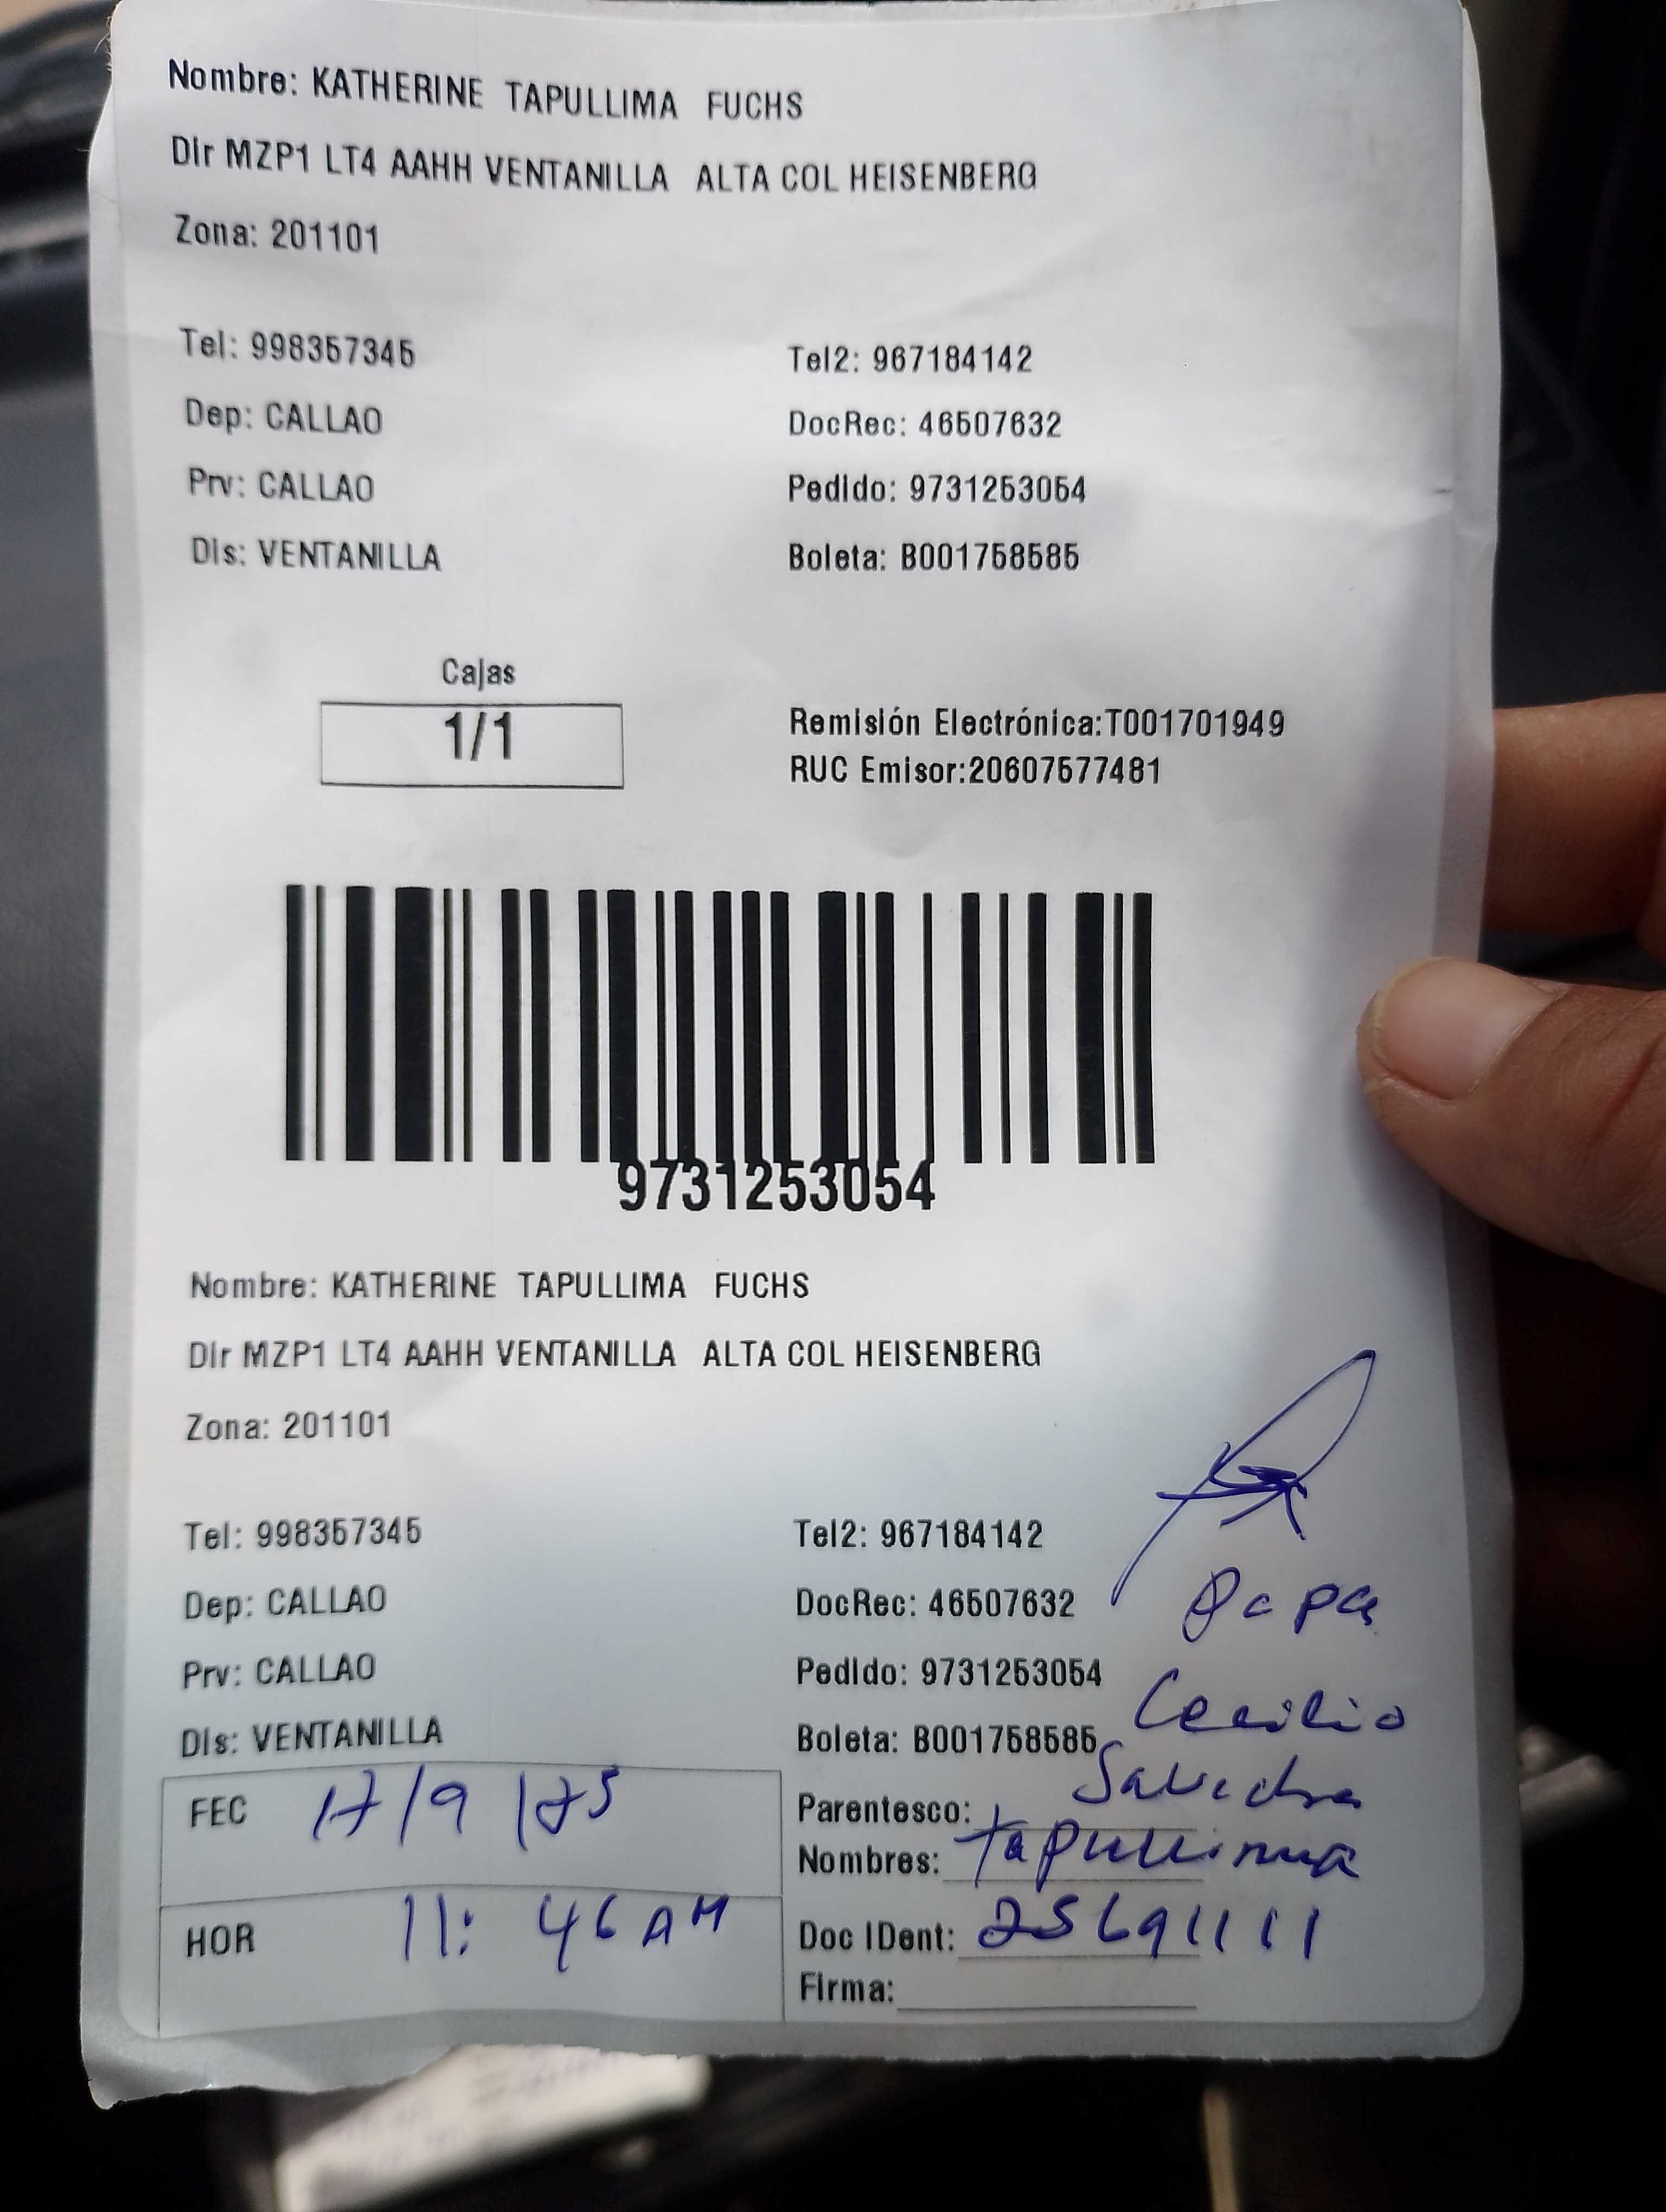 Nombre: KATHERINE TAPULLIMA FUCHS
Dir MZP1 LT4 AAHH VENTANILLA ALTA COL HEISENBERG
Zona: 201101
Tel: 998357345 Tel2: 967184142
Dep: CALLAO DocRec: 46507632
Prv: CALLAO Pedido: 9731253054
Dis: VENTANILLA Boleta: B001758585
Cajas
1/1
Remisión Electrónica:T001701949
RUC Emisor:20607577481
9731253054
Nombre: KATHERINE TAPULLIMA FUCHS
Dir MZP1 LT4 AAHH VENTANILLA ALTA COL HEISENBERG
Zona: 201101
Tel: 998357345 Tel2: 967184142
Dep: CALLAO DocRec: 46507632
Papa
Prv: CALLAO Pedido: 9731253054
Cecilio
Dis: VENTANILLA Boleta: B001758585
FEC 17/9/25
Parentesco:
Nombres: Tapullima
HOR 11:46 AM
Doc IDent: 25691111
Firma: